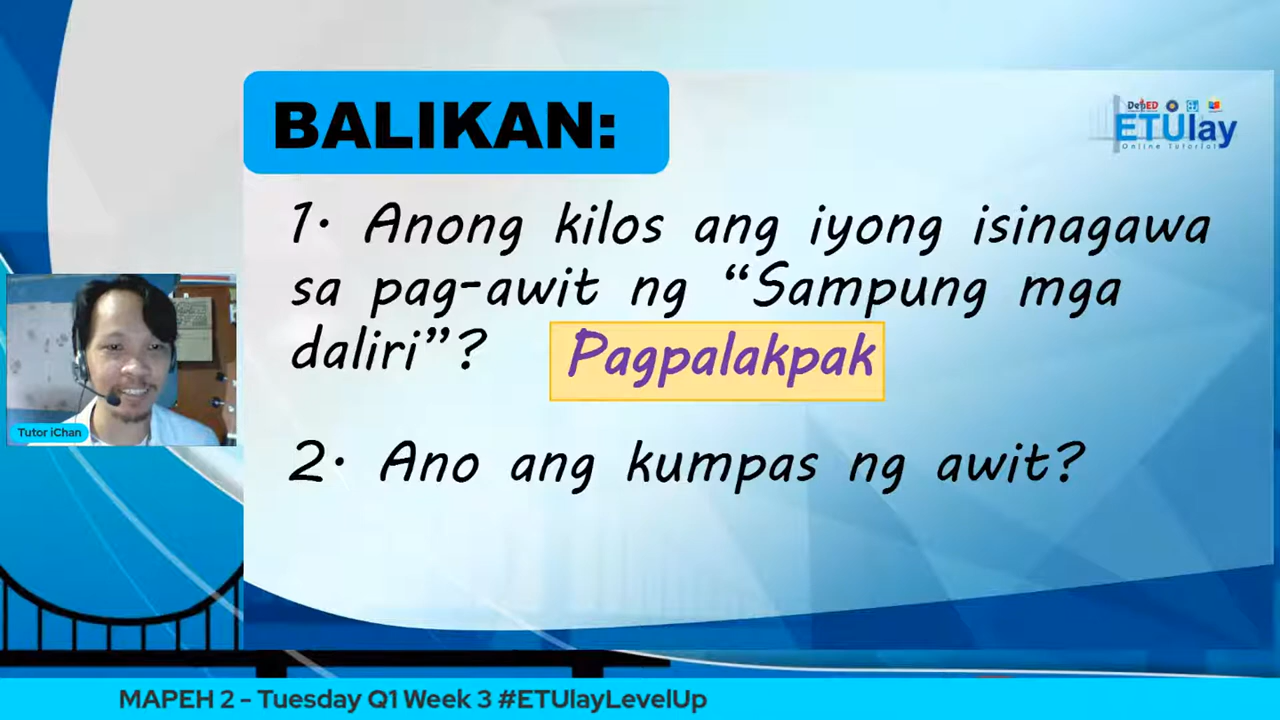 BALIKAN:
DepED
ETUlay
Online Tutorial
1. Anong kilos ang iyong isinagawa
sa pag-awit ng “Sampung mga
daliri”? Pagpalakpak
2. Ano ang kumpas ng awit?
Tutor iChan
MAPEH 2 - Tuesday Q1 Week 3 #ETUlayLevelUp